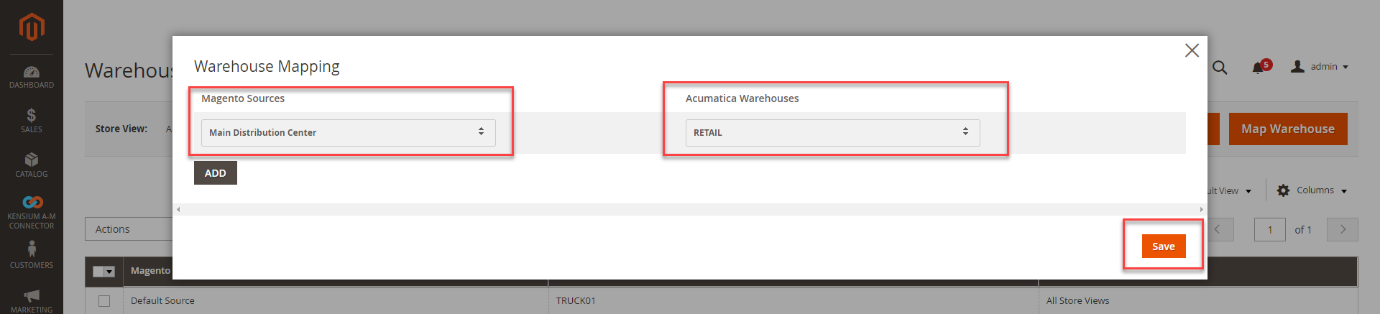 DASHBOARD
SALES
CATALOG
KENSIUM A-M
CONNECTOR
CUSTOMERS
MARKETING
Warehous
5
admin
Store View:
Map Warehouse
ult View
Columns
Actions
1
of 1
Magento
Default Source
TRUCK01
All Store Views
Warehouse Mapping
Magento Sources
Acumatica Warehouses
Main Distribution Center
RETAIL
ADD
Save